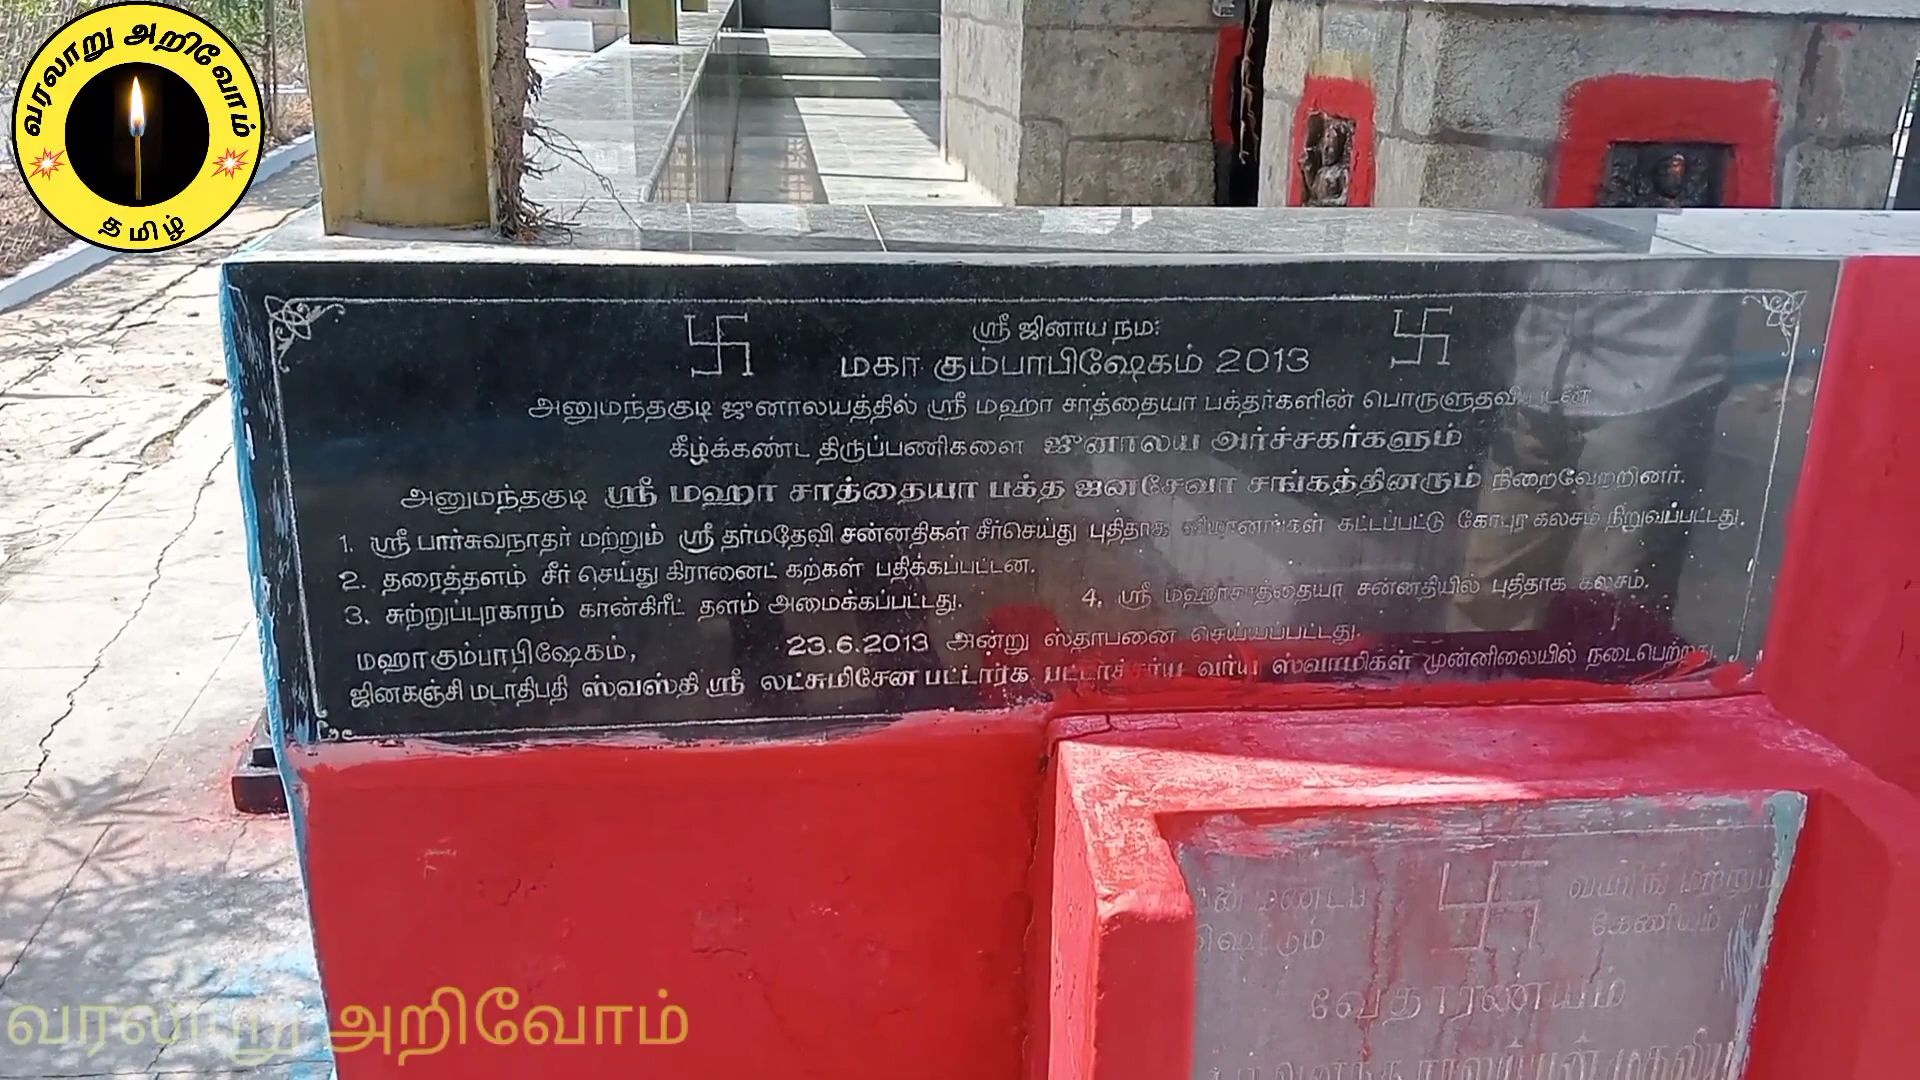 வரலாறு அறிவோம்
தமிழ்
ஸ்ரீ ஜினாய நம:
மகா கும்பாபிஷேகம் 2013
அனுமந்தகுடி ஜுனாலயத்தில் ஸ்ரீ மஹா சாத்தையா பக்தர்களின் பொருளுதவியுடன்
கீழ்க்கண்ட திருப்பணிகளை ஜுனாலய அர்ச்சகர்களும்
அனுமந்தகுடி ஸ்ரீ மஹா சாத்தையா பக்த ஜனசேவா சங்கத்தினரும் நிறைவேற்றினர்.
1. ஸ்ரீ பார்சுவநாதர் மற்றும் ஸ்ரீ தர்மதேவி சன்னதிகள் சீர்செய்து புதிதாக விமானங்கள் கட்டப்பட்டு கோபுர கலசம் நிறுவப்பட்டது.
2. தரைத்தளம் சீர் செய்து கிரானைட் கற்கள் பதிக்கப்பட்டன.
3. சுற்றுப்புரகாரம் கான்கிரீட் தளம் அமைக்கப்பட்டது. 4. ஸ்ரீ மஹாசாத்தையா சன்னதியில் புதிதாக கலசம்.
மஹாகும்பாபிஷேகம், 23.6.2013 அன்று ஸ்தாபனை செய்யப்பட்டது.
ஜினகஞ்சி மடாதிபதி ஸ்வஸ்தி ஸ்ரீ லட்சுமிசேன பட்டார்க பட்டார்ச்சர்ய வர்ய ஸ்வாமிகள் முன்னிலையில் நடைபெற்றது.
மற்றும்
கேணியும்
வேதாரண்யம்
வரலாறு அறிவோம்